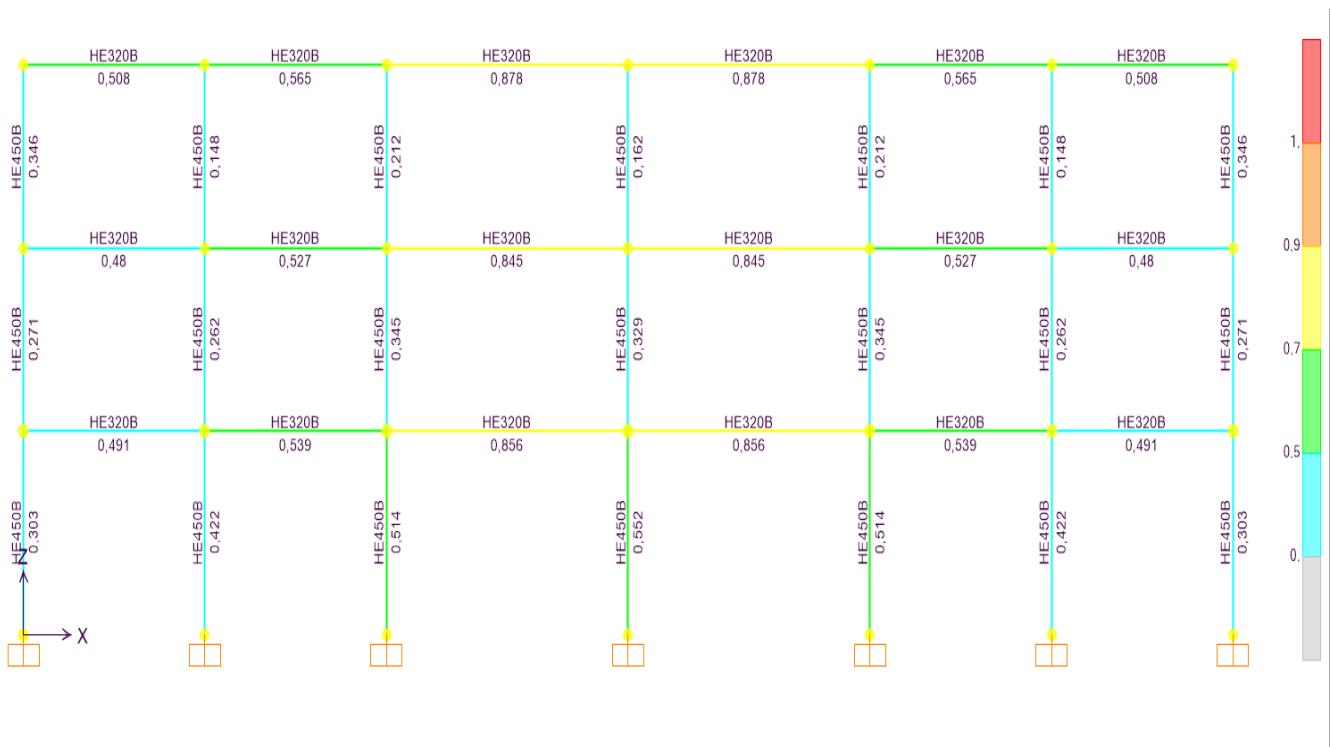 HE320B HE320B HE320B HE320B HE320B HE320B
0,508 0,565 0,878 0,878 0,565 0,508
HE450B HE450B HE450B HE450B HE450B HE450B HE450B
0,346 0,148 0,212 0,162 0,212 0,148 0,346
1,
HE320B HE320B HE320B HE320B HE320B HE320B
0,9
0,48 0,527 0,845 0,845 0,527 0,48
HE450B HE450B HE450B HE450B HE450B HE450B HE450B
0,271 0,262 0,345 0,329 0,345 0,262 0,271
0,7
HE320B HE320B HE320B HE320B HE320B HE320B
0,491 0,539 0,856 0,856 0,539 0,491
0,5
HE450B HE450B HE450B HE450B HE450B HE450B HE450B
0,303 0,422 0,514 0,552 0,514 0,422 0,303
0,
Z
X